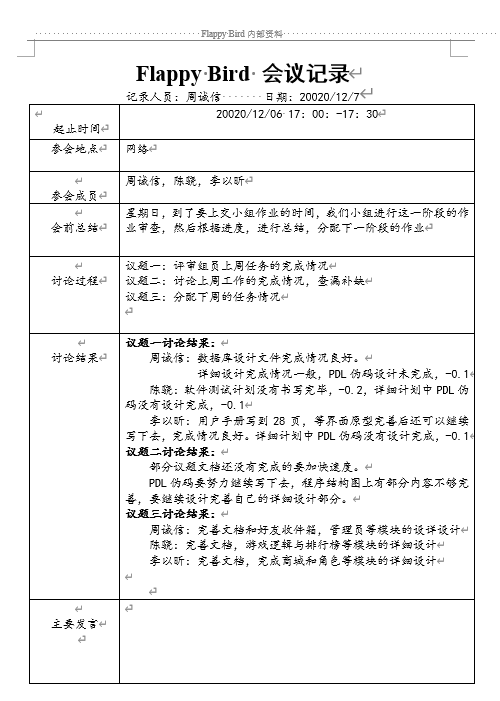 Flappy Bird 内部资料
Flappy Bird 会议记录
记录人员：周诚信 日期：20020/12/7
起止时间
20020/12/06 17：00：-17：30
参会地点
网络
参会成员
周诚信，陈骁，李以昕
会前总结
星期日，到了要上交小组作业的时间，我们小组进行这一阶段的作
业审查，然后根据进度，进行总结，分配下一阶段的作业
讨论过程
议题一：评审组员上周任务的完成情况
议题二：讨论上周工作的完成情况，查漏补缺
议题三：分配下周的任务情况
讨论结果
议题一讨论结果：
周诚信：数据库设计文件完成情况良好。
详细设计完成情况一般，PDL 伪码设计未完成，-0.1
陈骁：软件测试计划没有书写完毕，-0.2，详细计划中 PDL 伪
码没有设计完成，-0.1
李以昕：用户手册写到 28 页，等界面原型完善后还可以继续
写下去，完成情况良好。详细计划中 PDL 伪码没有设计完成，-0.1
议题二讨论结果：
部分议题文档还没有完成的要加快速度。
PDL 伪码要努力继续写下去，程序结构图上有部分内容不够完
善，要继续设计完善自己的详细设计部分。
议题三讨论结果：
周诚信：完善文档和好友收件箱，管理员等模块的设详设计
陈骁：完善文档，游戏逻辑与排行榜等模块的详细设计
李以昕：完善文档，完成商城和角色等模块的详细设计
主要发言